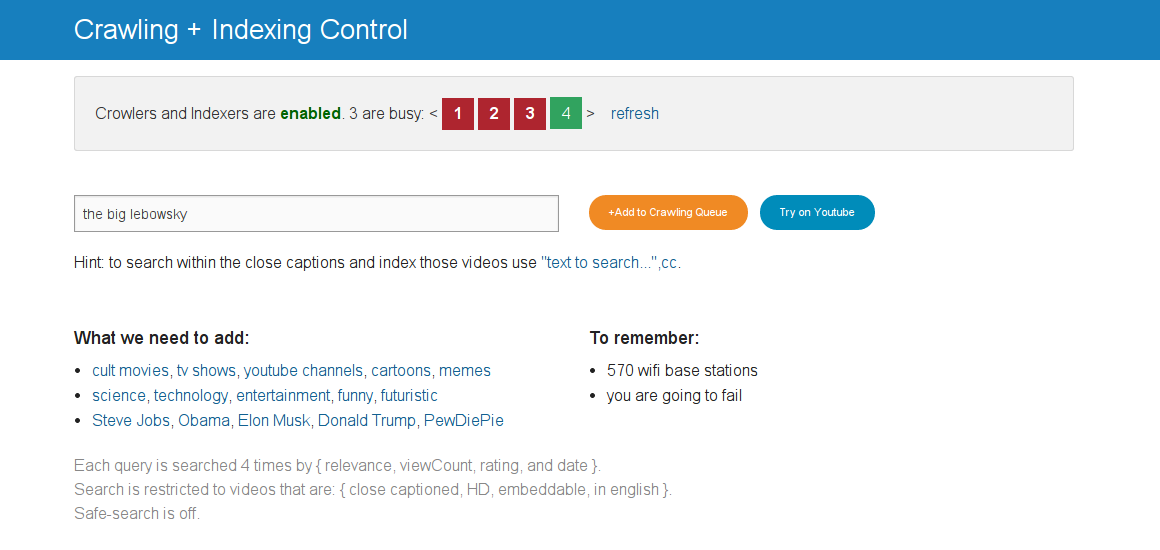 Crawling + Indexing Control
Crowlers and Indexers are enabled. 3 are busy: < 1 2 3 4 > refresh
the big lebowsky
+Add to Crawling Queue
Try on Youtube
Hint: to search within the close captions and index those videos use "text to search...",cc.
What we need to add:
• cult movies, tv shows, youtube channels, cartoons, memes
• science, technology, entertainment, funny, futuristic
• Steve Jobs, Obama, Elon Musk, Donald Trump, PewDiePie
To remember:
• 570 wifi base stations
• you are going to fail
Each query is searched 4 times by { relevance, viewCount, rating, and date }.
Search is restricted to videos that are: { close captioned, HD, embeddable, in english }.
Safe-search is off.